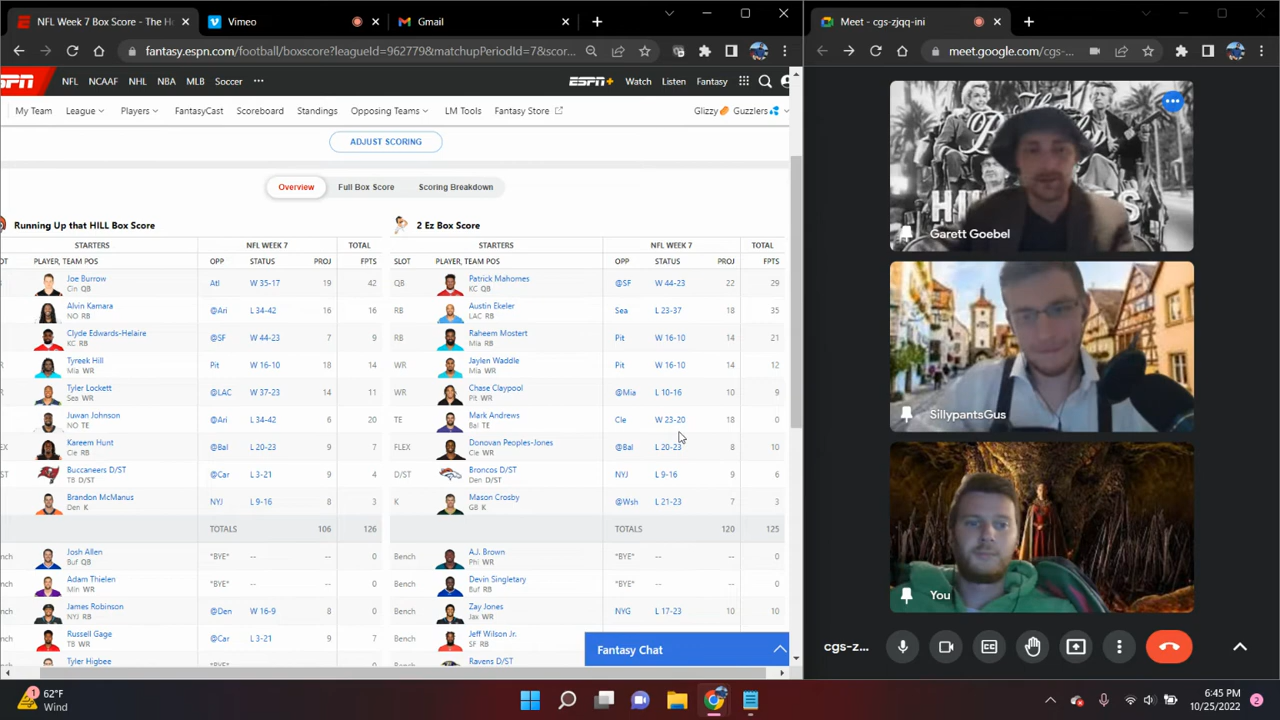 NFL Week 7 Box Score - The Ho
Vimeo
Gmail
Meet - cgs-zjqq-ini
fantasy.espn.com/football/boxscore?leagueId=962779&matchupPeriodId=7&scor...
meet.google.com/cgs-
NFL NCAAF NHL NBA MLB Soccer ESPN+ Watch Listen Fantasy
My Team League Players FantasyCast Scoreboard Standings Opposing Teams LM Tools Fantasy Store Glizzy Guzzlers
ADJUST SCORING
Overview Full Box Score Scoring Breakdown
Running Up that HILL Box Score
2 Ez Box Score
STARTERS NFL WEEK 7 TOTAL STARTERS NFL WEEK 7 TOTAL
PLAYER, TEAM POS OPP STATUS PROJ FPTS SLOT PLAYER, TEAM POS OPP STATUS PROJ FPTS
Joe Burrow
Cin QB Atl W 35-17 19 42 QB Patrick Mahomes
KC QB @SF W 44-23 22 29
Alvin Kamara
NO RB @Ari L 34-42 16 16 RB Austin Ekeler
LAC RB Sea L 23-37 18 35
Clyde Edwards-Helaire
KC RB @SF W 44-23 7 9 RB Raheem Mostert
Mia RB Pit W 16-10 14 21
Tyreek Hill
Mia WR Pit W 16-10 18 14 WR Jaylen Waddle
Mia WR Pit W 16-10 14 12
Tyler Lockett
Sea WR @LAC W 37-23 14 11 WR Chase Claypool
Pit WR @Mia L 10-16 10 9
Juwan Johnson
NO TE @Ari L 34-42 6 20 TE Mark Andrews
Bal TE Cle W 23-20 18 0
EX Kareem Hunt
Cle RB @Bal L 20-23 9 7 FLEX Donovan Peoples-Jones
Cle WR @Bal L 20-23 8 10
ST Buccaneers D/ST
TB D/ST @Car L 3-21 9 4 D/ST Broncos D/ST
Den D/ST NYJ L 9-16 9 6
Brandon McManus
Den K NYJ L 9-16 8 3 K Mason Crosby
GB K @Wsh L 21-23 7 3
TOTALS 106 126 TOTALS 120 125
ench Josh Allen
Buf QB *BYE* -- -- 0 Bench A.J. Brown
Phi WR *BYE* -- -- 0
ench Adam Thielen
Min WR *BYE* -- -- 0 Bench Devin Singletary
Buf RB *BYE* -- -- 0
ench James Robinson
NYJ RB @Den W 16-9 8 0 Bench Zay Jones
Jax WR NYG L 17-23 10 10
ench Russell Gage
TB WR @Car L 3-21 9 7 Bench Jeff Wilson Jr.
SF RB
Tyler Higbee
Ravens D/ST
Fantasy Chat
Garett Goebel
SillypantsGus
You
cgs-z...
1
62°F
Wind
6:45 PM
10/25/2022
2